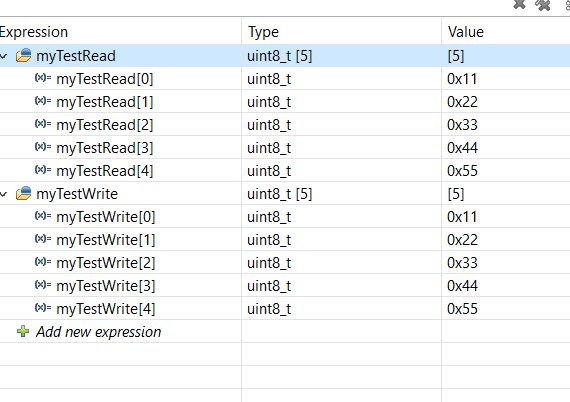 Expression Type Value
myTestRead uint8_t [5] [5]
(x)= myTestRead[0] uint8_t 0x11
(x)= myTestRead[1] uint8_t 0x22
(x)= myTestRead[2] uint8_t 0x33
(x)= myTestRead[3] uint8_t 0x44
(x)= myTestRead[4] uint8_t 0x55
myTestWrite uint8_t [5] [5]
(x)= myTestWrite[0] uint8_t 0x11
(x)= myTestWrite[1] uint8_t 0x22
(x)= myTestWrite[2] uint8_t 0x33
(x)= myTestWrite[3] uint8_t 0x44
(x)= myTestWrite[4] uint8_t 0x55
Add new expression